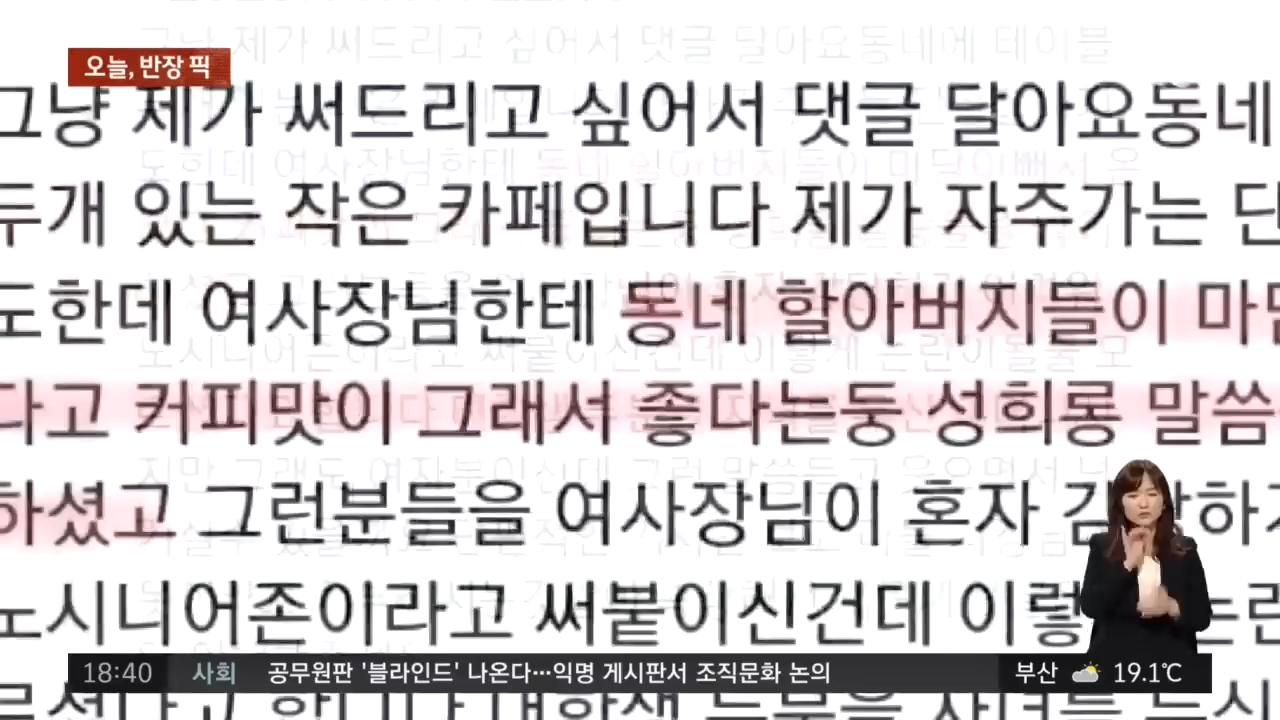 오늘, 반장 픽
그냥 제가 써드리고 싶어서 댓글 달아요동네
두개 있는 작은 카페입니다 제가 자주가는 단
도한데 여사장님한테 동네 할아버지들이 마담
다고 커피맛이 그래서 좋다는둥 성희롱 말씀
하셨고 그런분들을 여사장님이 혼자 감당하기
노시니어존이라고 써붙이신건데 이렇게 논란
18:40 사회 공무원판 '블라인드' 나온다…익명 게시판서 조직문화 논의 부산 19.1℃